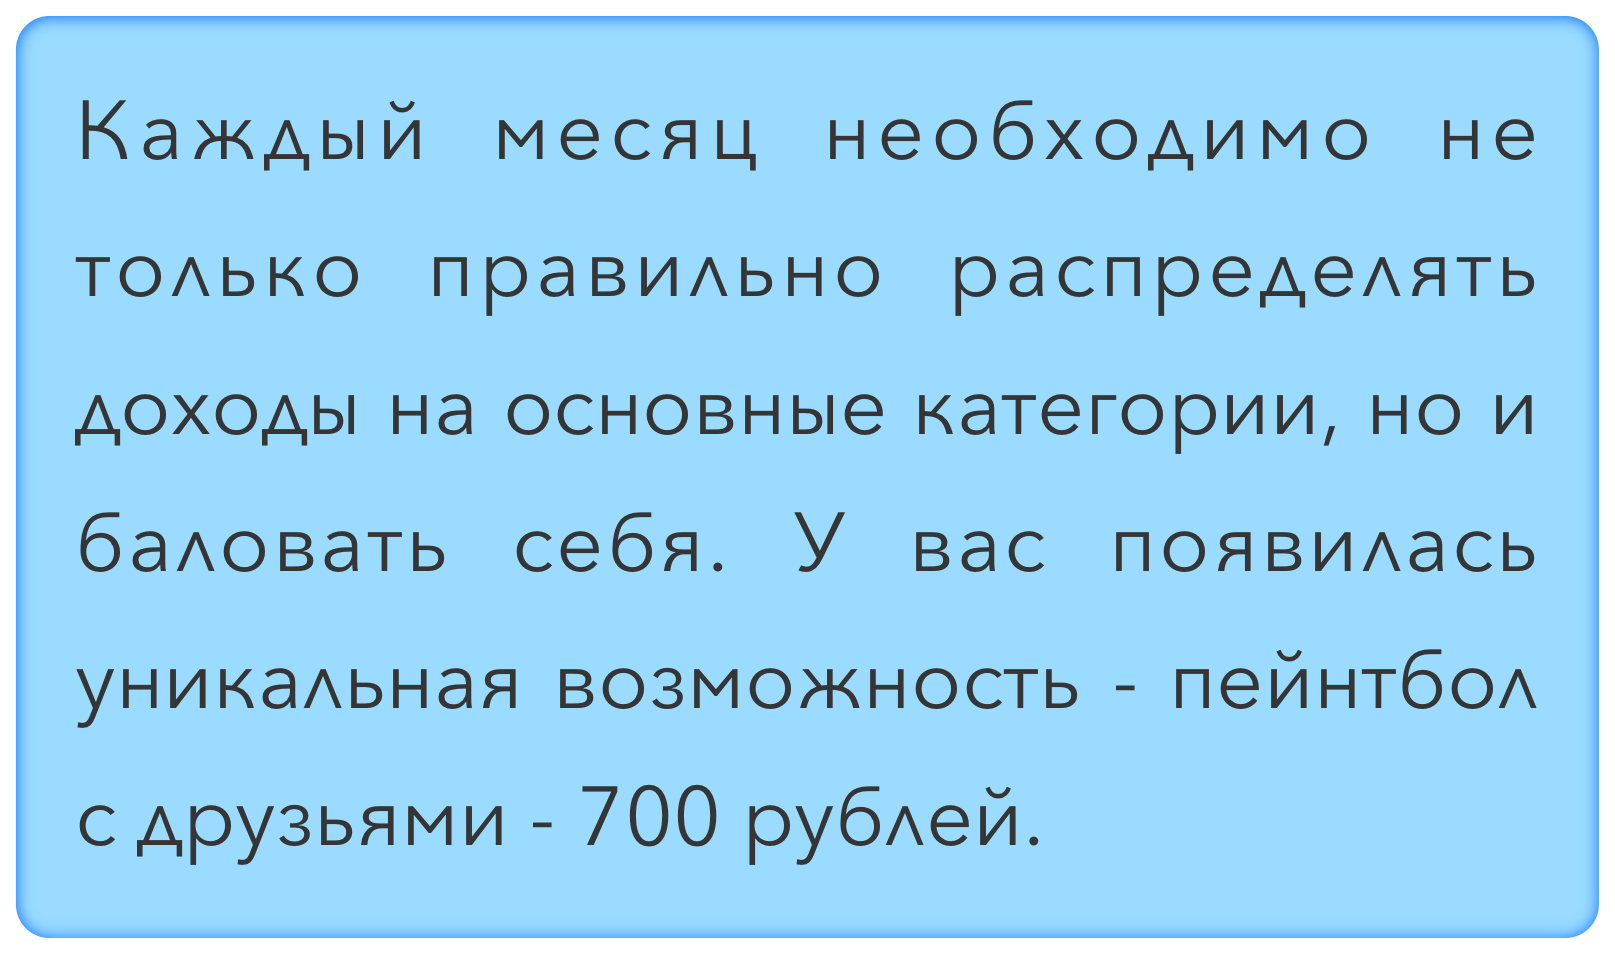 Каждый месяц необходимо не
только правильно распределять
доходы на основные категории, но и
баловать себя. У вас появилась
уникальная возможность - пейнтбол
с друзьями - 700 рублей.